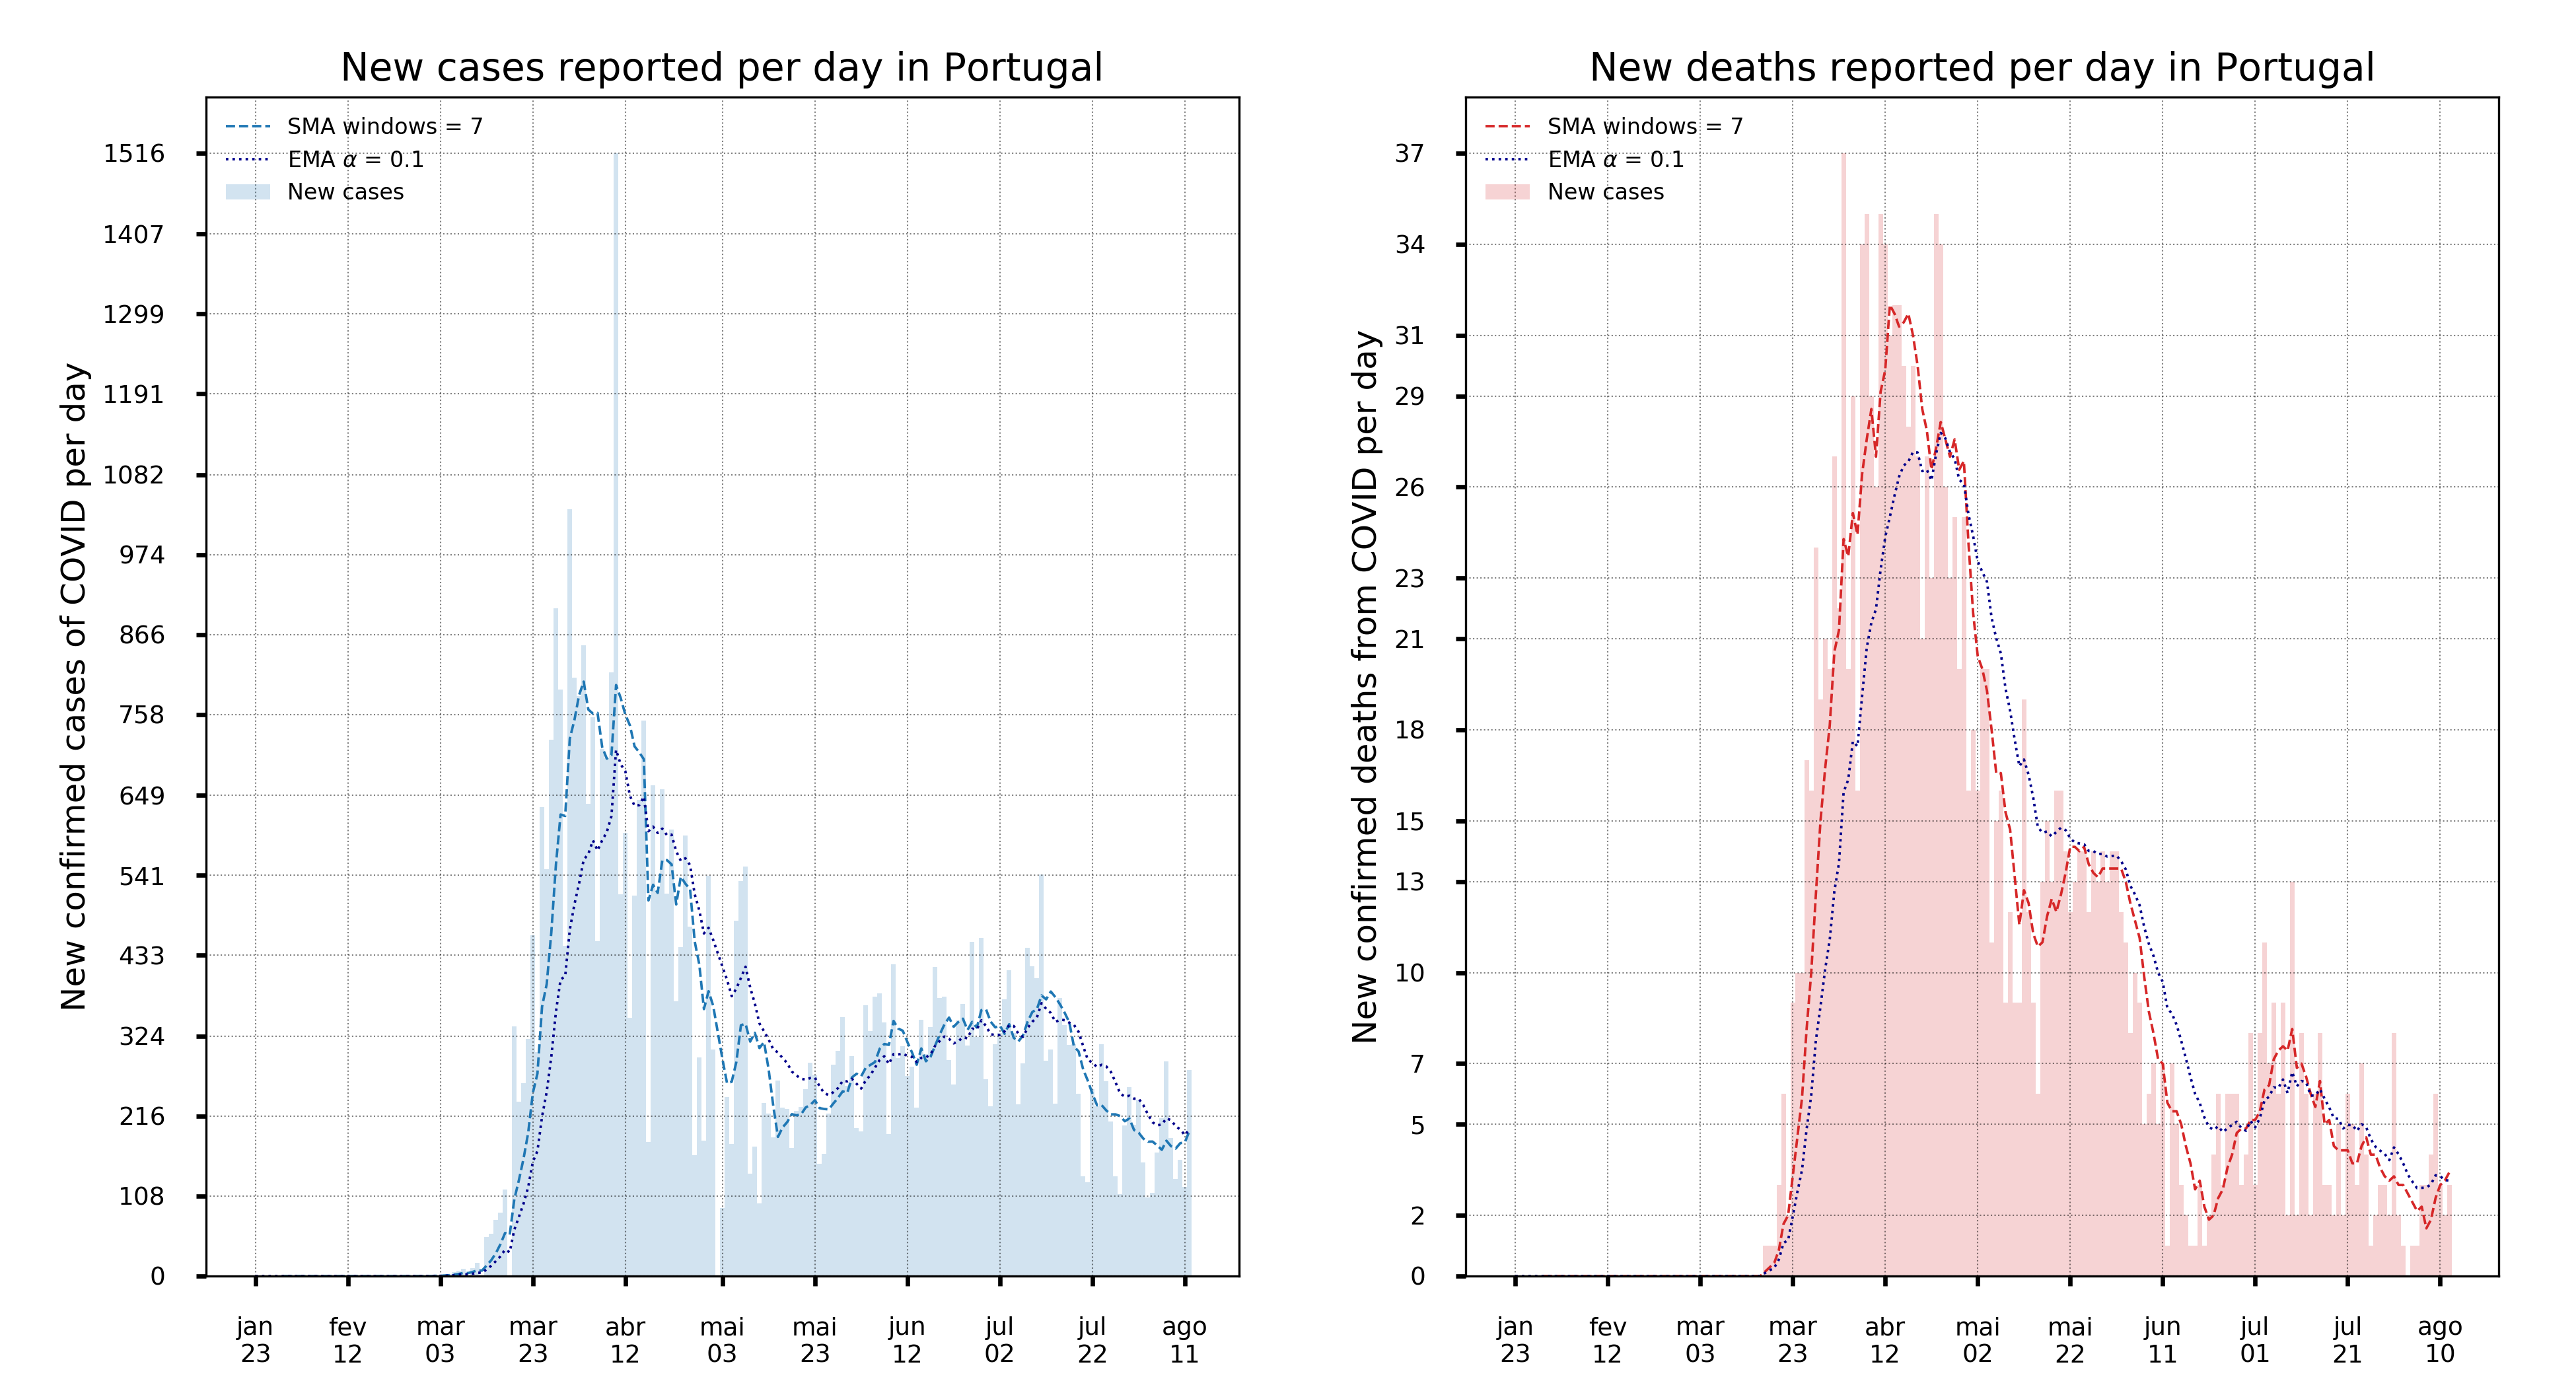 New cases reported per day in Portugal
SMA windows = 7
EMA α = 0.1
New cases
New confirmed cases of COVID per day
1516
1407
1299
1191
1082
974
866
758
649
541
433
324
216
108
0
jan 23
fev 12
mar 03
mar 23
abr 12
mai 03
mai 23
jun 12
jul 02
jul 22
ago 11
New deaths reported per day in Portugal
SMA windows = 7
EMA α = 0.1
New cases
New confirmed deaths from COVID per day
37
34
31
29
26
23
21
18
15
13
10
7
5
2
0
jan 23
fev 12
mar 03
mar 23
abr 12
mai 02
mai 22
jun 11
jul 01
jul 21
ago 10